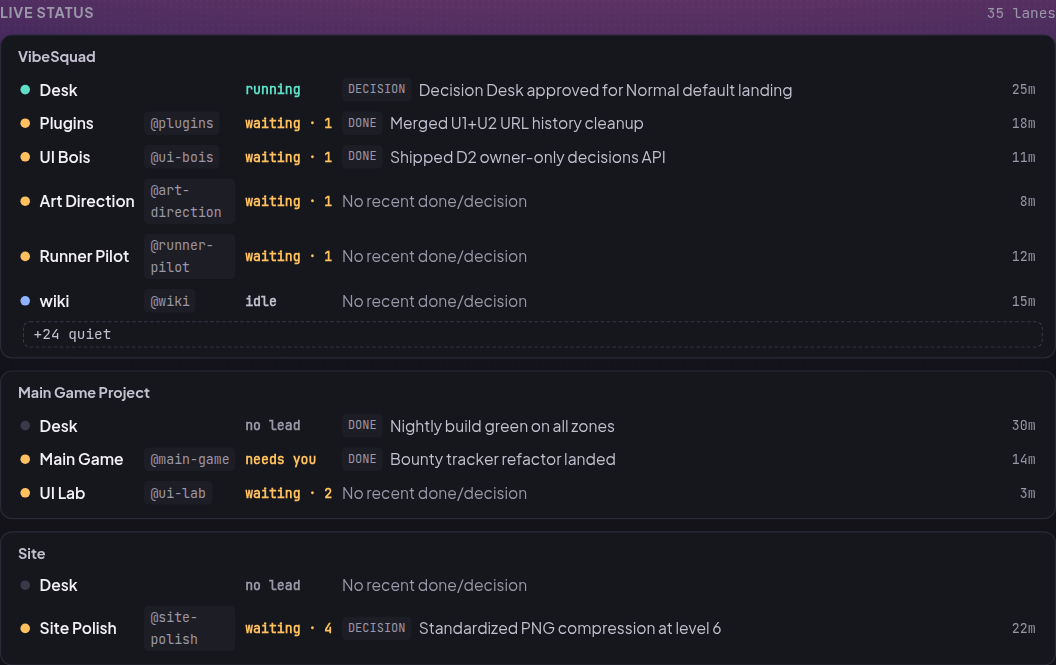 LIVE STATUS 35 lanes
VibeSquad
Desk running DECISION Decision Desk approved for Normal default landing 25m
Plugins @plugins waiting · 1 DONE Merged U1+U2 URL history cleanup 18m
UI Bois @ui-bois waiting · 1 DONE Shipped D2 owner-only decisions API 11m
Art Direction @art-direction waiting · 1 No recent done/decision 8m
Runner Pilot @runner-pilot waiting · 1 No recent done/decision 12m
wiki @wiki idle No recent done/decision 15m
+24 quiet
Main Game Project
Desk no lead DONE Nightly build green on all zones 30m
Main Game @main-game needs you DONE Bounty tracker refactor landed 14m
UI Lab @ui-lab waiting · 2 No recent done/decision 3m
Site
Desk no lead No recent done/decision
Site Polish @site-polish waiting · 4 DECISION Standardized PNG compression at level 6 22m